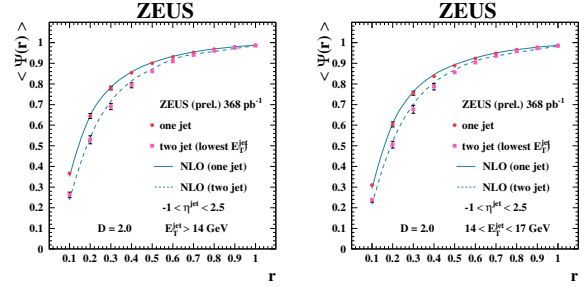 ZEUS
< Ψ(r) >
1
0.9
0.8
0.7
0.6
0.5
0.4
0.3
0.2
0.1
0
ZEUS (prel.) 368 pb⁻¹
one jet
two jet (lowest E_T^jet)
NLO (one jet)
NLO (two jet)
-1 < η^jet < 2.5
D = 2.0 E_T^jet > 14 GeV
0.1 0.2 0.3 0.4 0.5 0.6 0.7 0.8 0.9 1
r
ZEUS
< Ψ(r) >
1
0.9
0.8
0.7
0.6
0.5
0.4
0.3
0.2
0.1
0
ZEUS (prel.) 368 pb⁻¹
one jet
two jet (lowest E_T^jet)
NLO (one jet)
NLO (two jet)
-1 < η^jet < 2.5
D = 2.0 14 < E_T^jet < 17 GeV
0.1 0.2 0.3 0.4 0.5 0.6 0.7 0.8 0.9 1
r